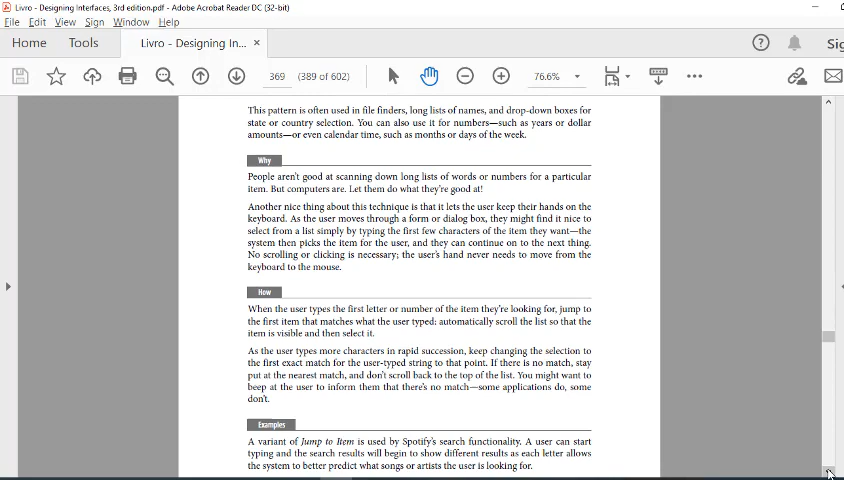 Livro - Designing Interfaces, 3rd edition.pdf - Adobe Acrobat Reader DC (32-bit)
File Edit View Sign Window Help
Home Tools Livro - Designing In... ×
369 (389 of 602) 76.6%
This pattern is often used in file finders, long lists of names, and drop-down boxes for
state or country selection. You can also use it for numbers—such as years or dollar
amounts—or even calendar time, such as months or days of the week.
Why
People aren't good at scanning down long lists of words or numbers for a particular
item. But computers are. Let them do what they're good at!
Another nice thing about this technique is that it lets the user keep their hands on the
keyboard. As the user moves through a form or dialog box, they might find it nice to
select from a list simply by typing the first few characters of the item they want—the
system then picks the item for the user, and they can continue on to the next thing.
No scrolling or clicking is necessary; the user's hand never needs to move from the
keyboard to the mouse.
How
When the user types the first letter or number of the item they're looking for, jump to
the first item that matches what the user typed: automatically scroll the list so that the
item is visible and then select it.
As the user types more characters in rapid succession, keep changing the selection to
the first exact match for the user-typed string to that point. If there is no match, stay
put at the nearest match, and don't scroll back to the top of the list. You might want to
beep at the user to inform them that there's no match—some applications do, some
don't.
Examples
A variant of Jump to Item is used by Spotify's search functionality. A user can start
typing and the search results will begin to show different results as each letter allows
the system to better predict what songs or artists the user is looking for.